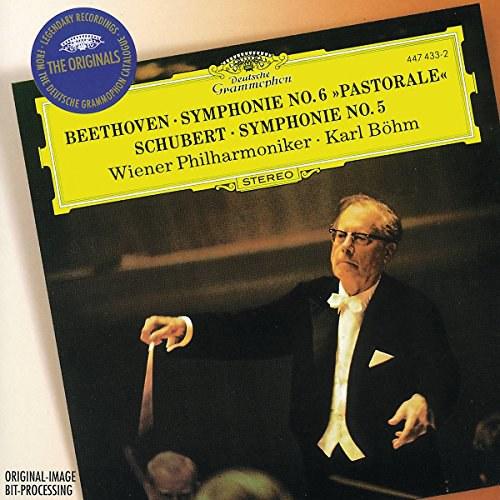 LEGENDARY RECORDINGS · FROM THE DEUTSCHE GRAMMOPHON CATALOGUE ·
THE ORIGINALS
Deutsche
Grammophon
447 433-2
BEETHOVEN · SYMPHONIE NO. 6 »PASTORALE«
SCHUBERT · SYMPHONIE NO. 5
Wiener Philharmoniker · Karl Böhm
STEREO
ORIGINAL-IMAGE
BIT-PROCESSING